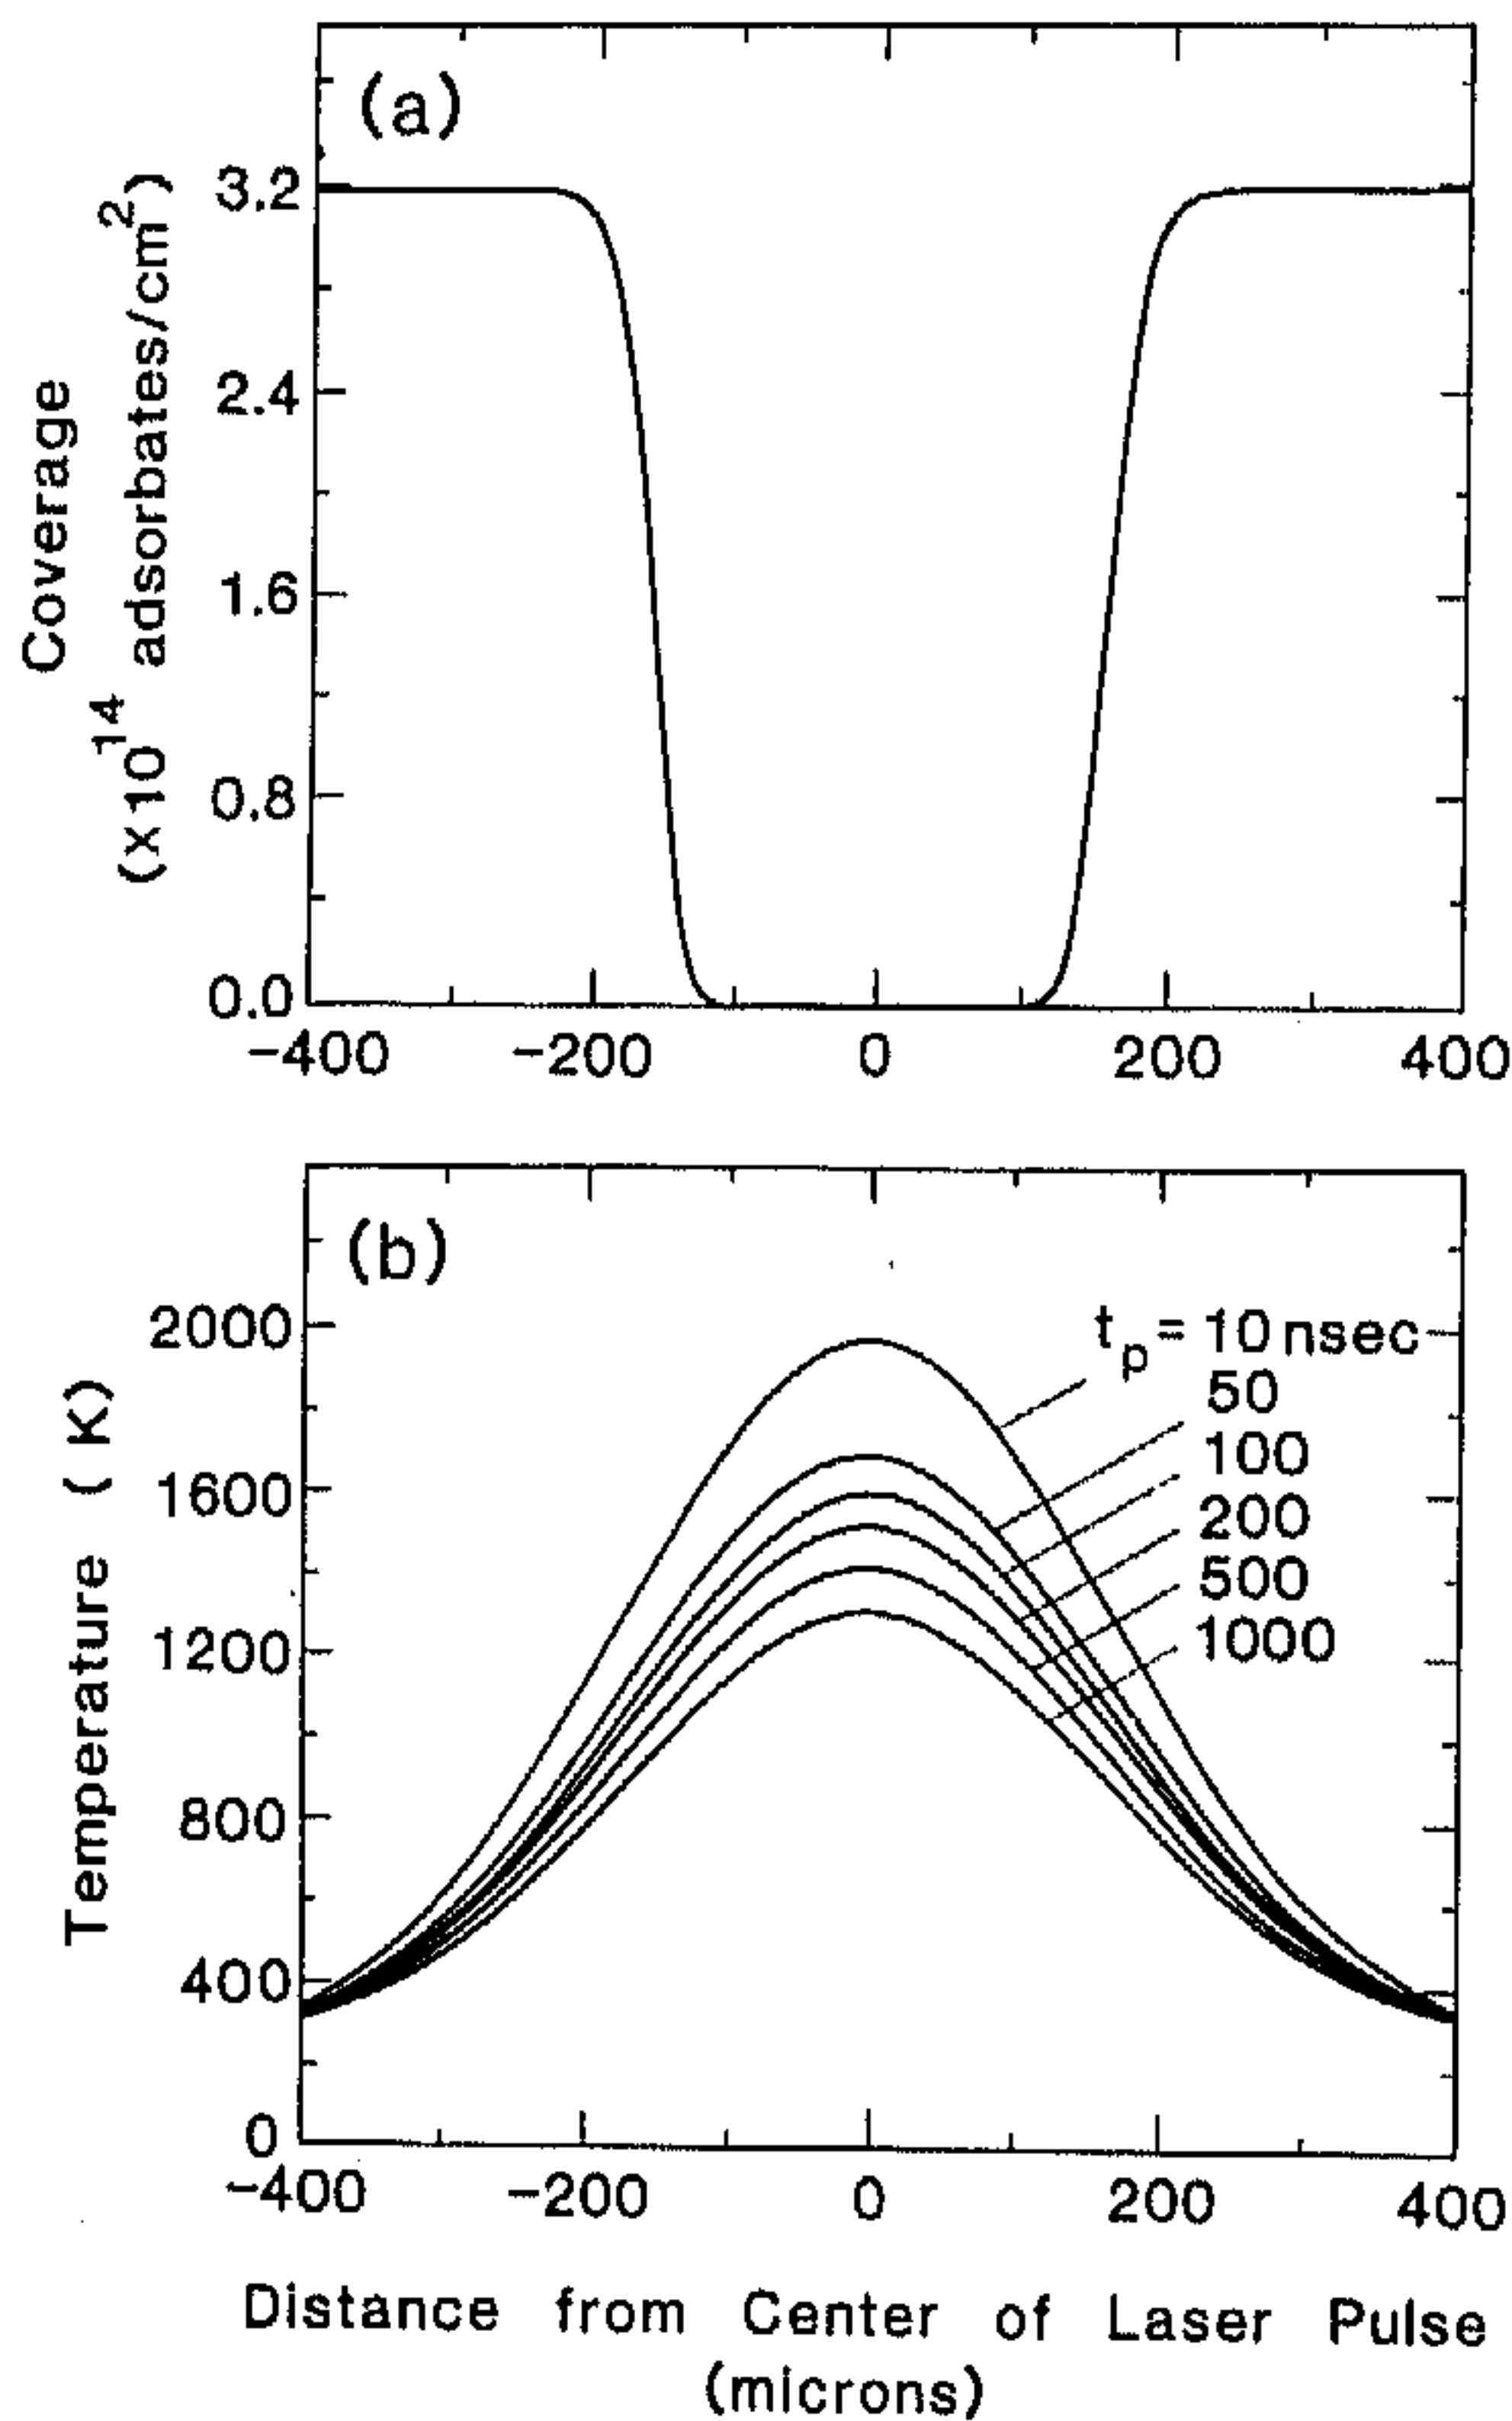 (a)
Coverage
(x10^14 adsorbates/cm^2)
3.2
2.4
1.6
0.8
0.0
-400 -200 0 200 400
(b)
Temperature ( K)
2000
1600
1200
800
400
0
t_p = 10 nsec
50
100
200
500
1000
-400 -200 0 200 400
Distance from Center of Laser Pulse
(microns)